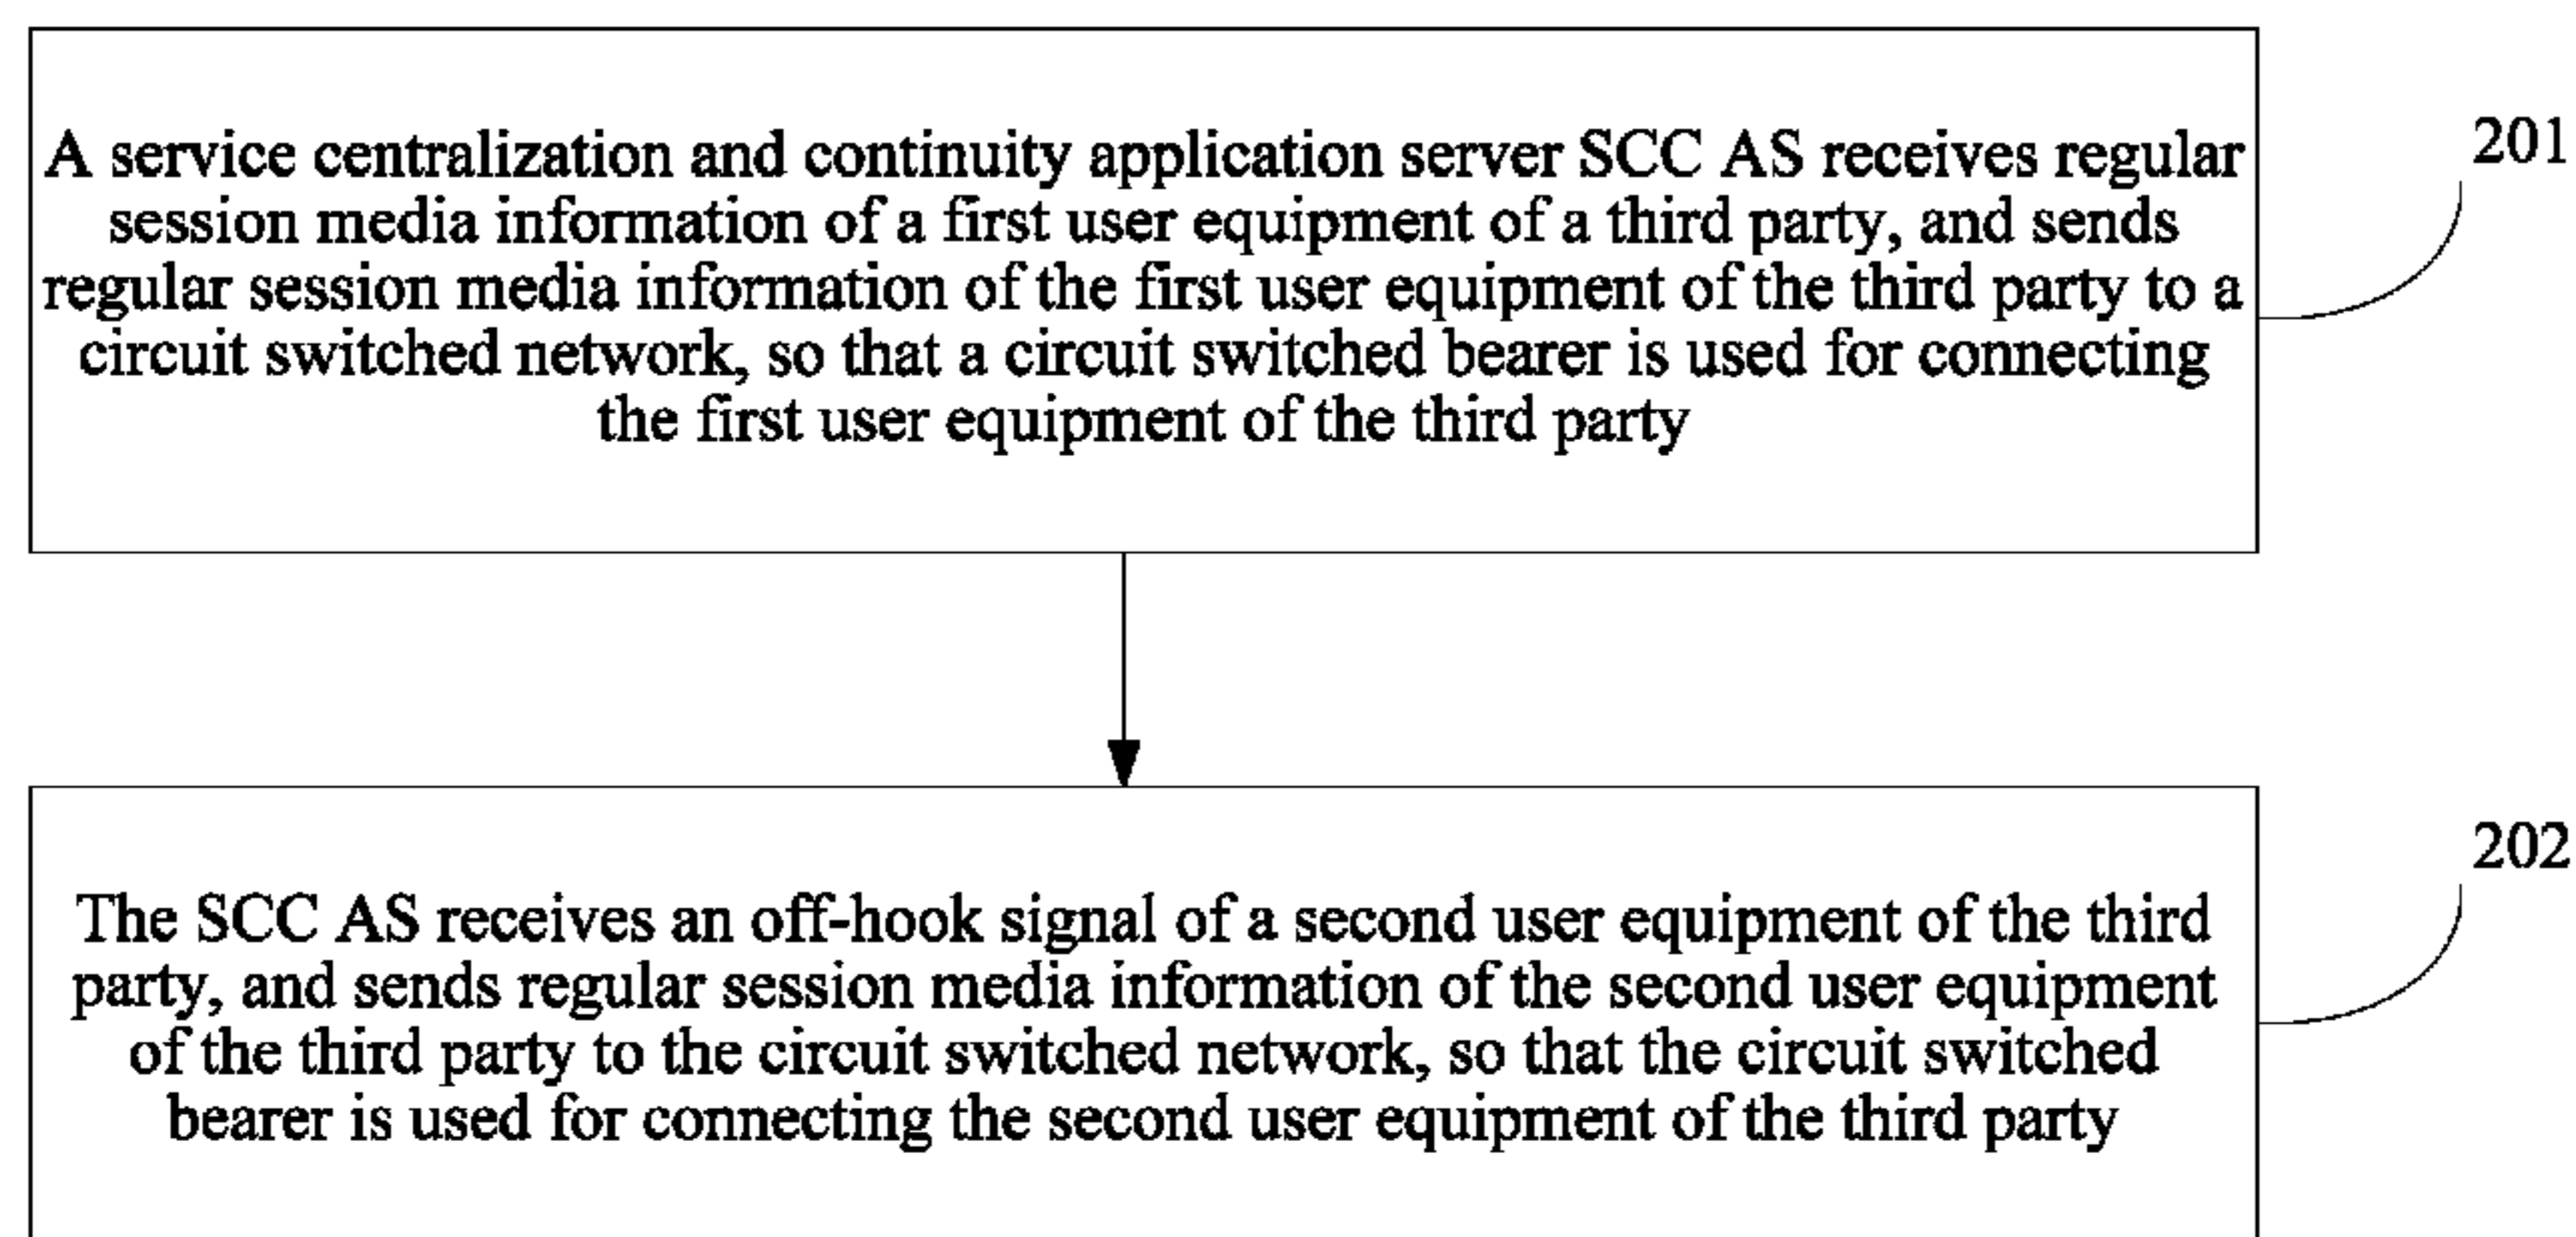 A service centralization and continuity application server SCC AS receives regular
session media information of a first user equipment of a third party, and sends
regular session media information of the first user equipment of the third party to a
circuit switched network, so that a circuit switched bearer is used for connecting
the first user equipment of the third party
201
The SCC AS receives an off-hook signal of a second user equipment of the third
party, and sends regular session media information of the second user equipment
of the third party to the circuit switched network, so that the circuit switched
bearer is used for connecting the second user equipment of the third party
202